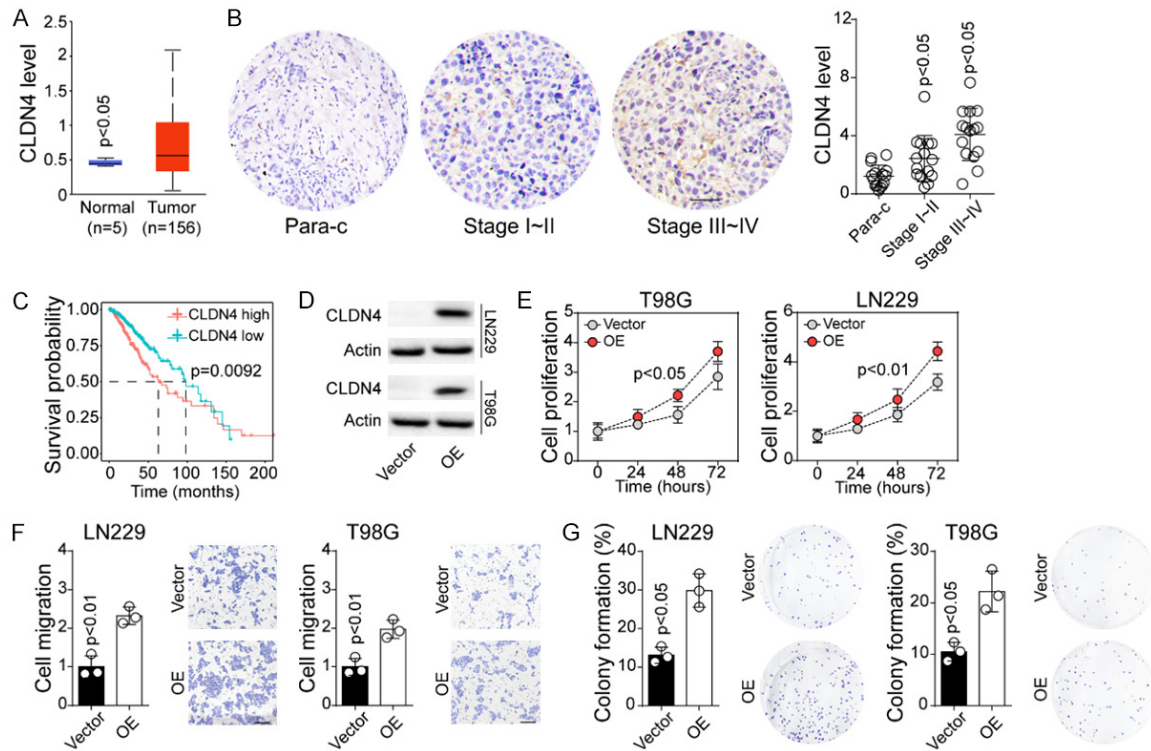 A
CLDN4 level
2.5
2
1.5
1
0.5
0
p<0.05
Normal
(n=5)
Tumor
(n=156)
B
Para-c
Stage I~II
Stage III~IV
CLDN4 level
12
8
4
0
p<0.05
p<0.05
Para-c
Stage I~II
Stage III~IV
C
Survival probability
1.00
0.75
0.50
0.25
0.00
CLDN4 high
CLDN4 low
p=0.0092
0
50
100
150
200
Time (months)
D
CLDN4
Actin
LN229
CLDN4
Actin
T98G
Vector
OE
E
T98G
Cell proliferation
5
4
3
2
1
0
Vector
OE
p<0.05
0
24
48
72
Time (hours)
LN229
Cell proliferation
6
4
2
0
Vector
OE
p<0.01
0
24
48
72
Time (hours)
F
LN229
Cell migration
4
3
2
1
0
p<0.01
Vector
OE
Vector
OE
T98G
Cell migration
4
3
2
1
0
p<0.05
Vector
OE
Vector
OE
G
LN229
Colony formation (%)
40
30
20
10
0
p<0.05
Vector
OE
Vector
OE
T98G
Colony formation (%)
30
20
10
0
p<0.05
Vector
OE
Vector
OE